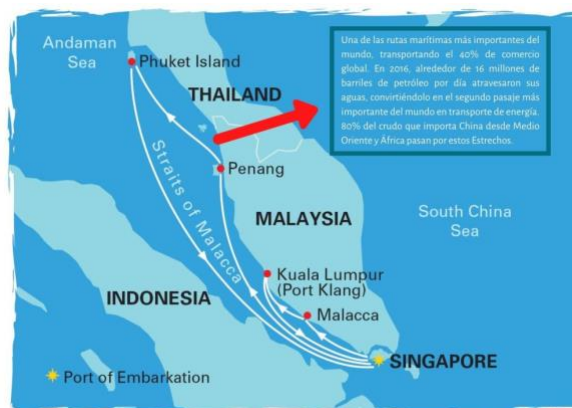 Andaman
Sea
Phuket Island
THAILAND
Una de las rutas marítimas más importantes del
mundo, transportando el 40% de comercio
global. En 2016, alrededor de 16 millones de
barriles de petróleo por día atravesaron sus
aguas, convirtiéndolo en el segundo pasaje más
importante del mundo en transporte de energía.
80% del crudo que importa China desde Medio
Oriente y África pasan por estos Estrechos.
Penang
Straits of Malacca
MALAYSIA
South China
Sea
Kuala Lumpur
(Port Klang)
INDONESIA
Malacca
SINGAPORE
Port of Embarkation